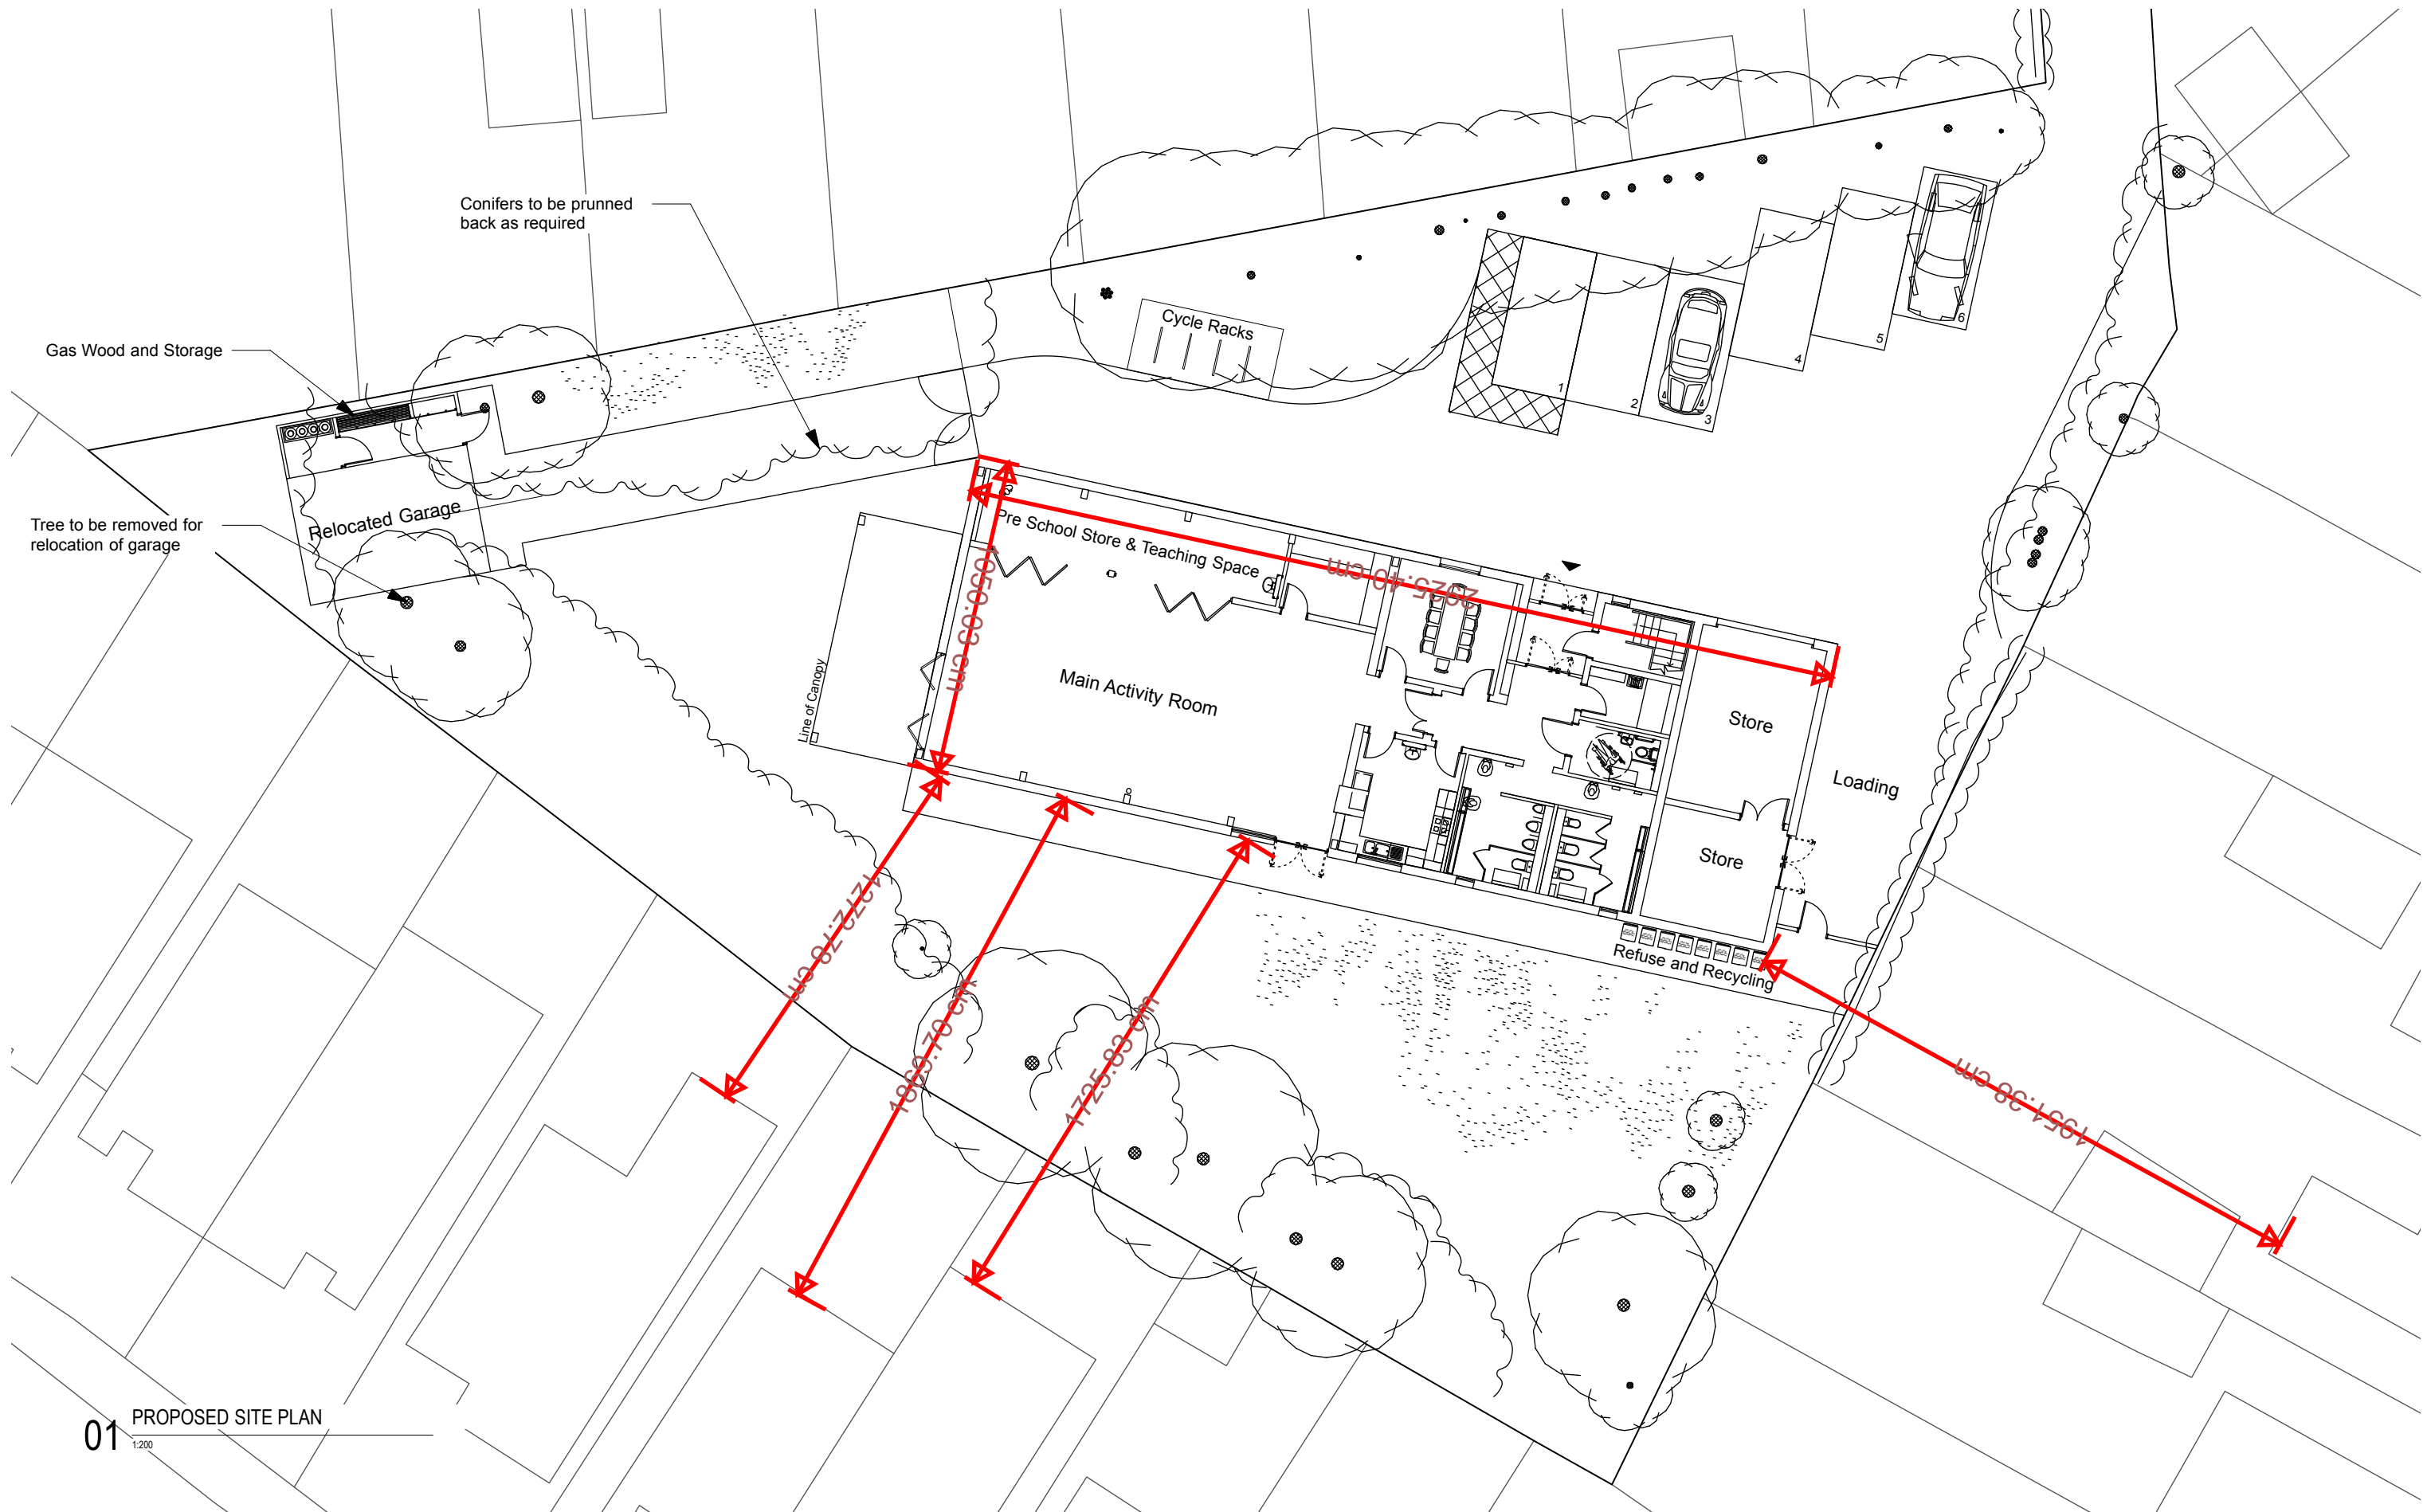 Conifers to be prunned
back as required
Gas Wood and Storage
Cycle Racks
1
2
3
4
5
6
Relocated Garage
Tree to be removed for
relocation of garage
Pre School Store & Teaching Space
2925.40 cm
1050.03 cm
Line of Canopy
Main Activity Room
Store
Loading
Store
Refuse and Recycling
1272.78 cm
1869.70 cm
1725.83 cm
1951.38 cm
01
PROPOSED SITE PLAN
1:200